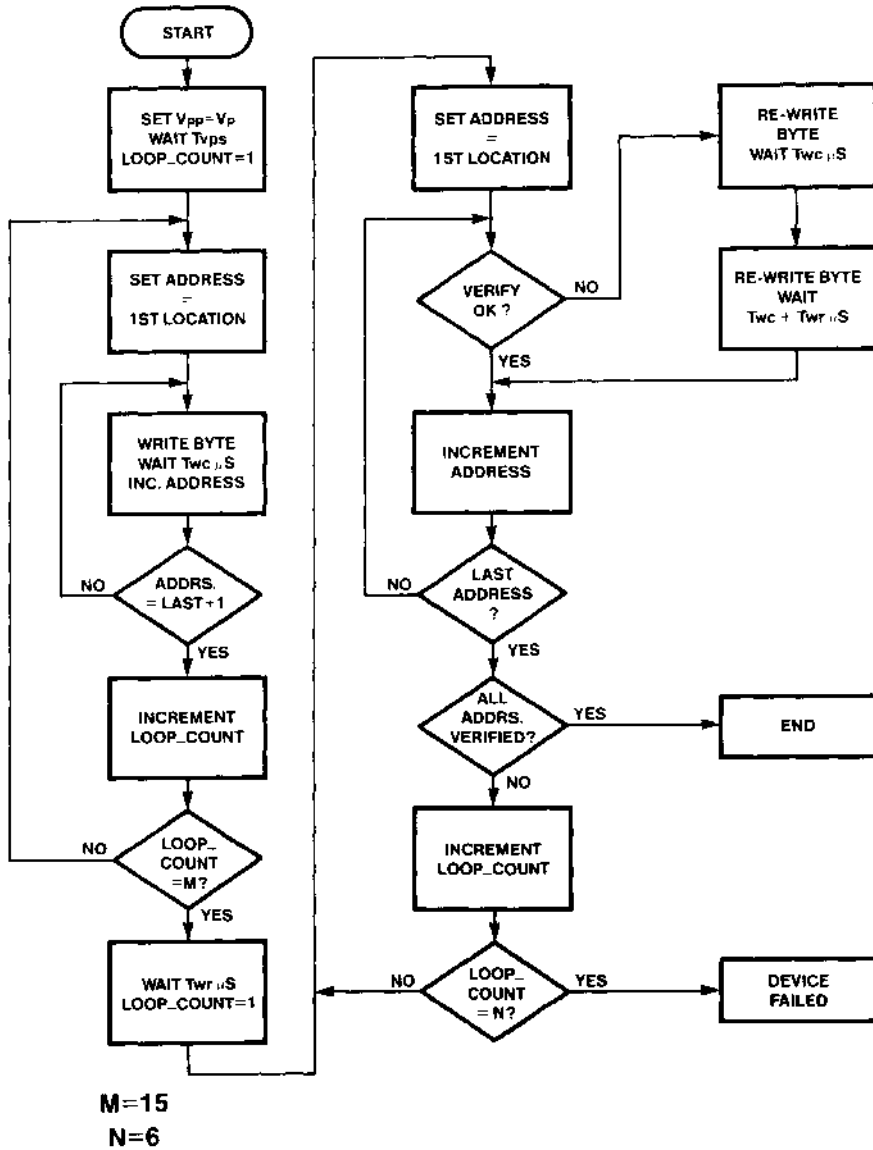 START
SET Vpp=Vp
WAIT Tvps
LOOP_COUNT=1
SET ADDRESS
=
1ST LOCATION
WRITE BYTE
WAIT Twc μS
INC. ADDRESS
NO
ADDRS.
= LAST+1
YES
INCREMENT
LOOP_COUNT
NO
LOOP_
COUNT
=M?
YES
WAIT Twr μS
LOOP_COUNT=1
M=15
N=6
SET ADDRESS
=
1ST LOCATION
VERIFY
OK?
NO
YES
RE-WRITE
BYTE
WAIT Twc μS
RE-WRITE BYTE
WAIT
Twc + Twr μS
INCREMENT
ADDRESS
NO
LAST
ADDRESS
?
YES
ALL
ADDRS.
VERIFIED?
YES
END
NO
INCREMENT
LOOP_COUNT
NO
LOOP_
COUNT
= N?
YES
DEVICE
FAILED